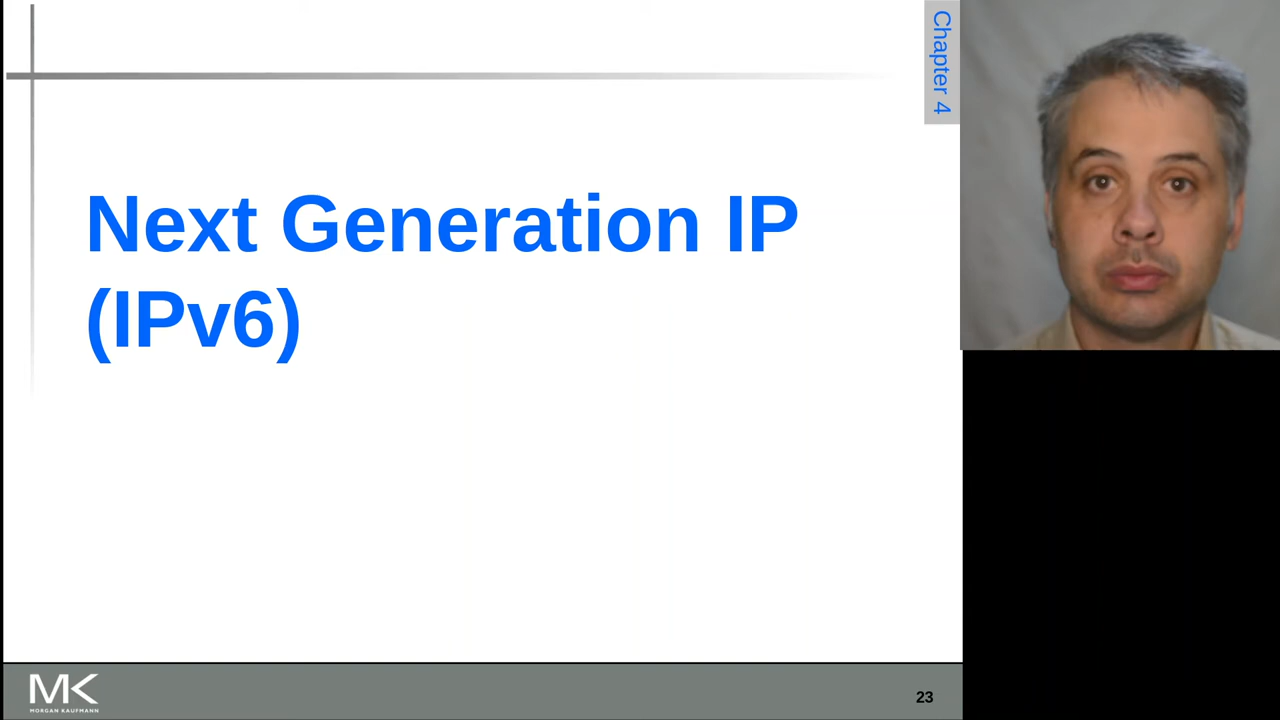 Chapter 4
Next Generation IP
(IPv6)
MK
MORGAN KAUFMANN
23